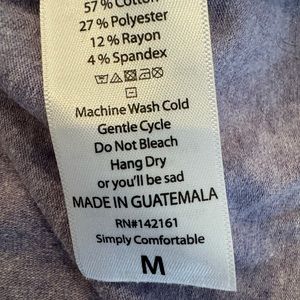 57 % Cotton
27 % Polyester
12 % Rayon
4 % Spandex
Machine Wash Cold
Gentle Cycle
Do Not Bleach
Hang Dry
or you'll be sad
MADE IN GUATEMALA
RN#142161
Simply Comfortable
M